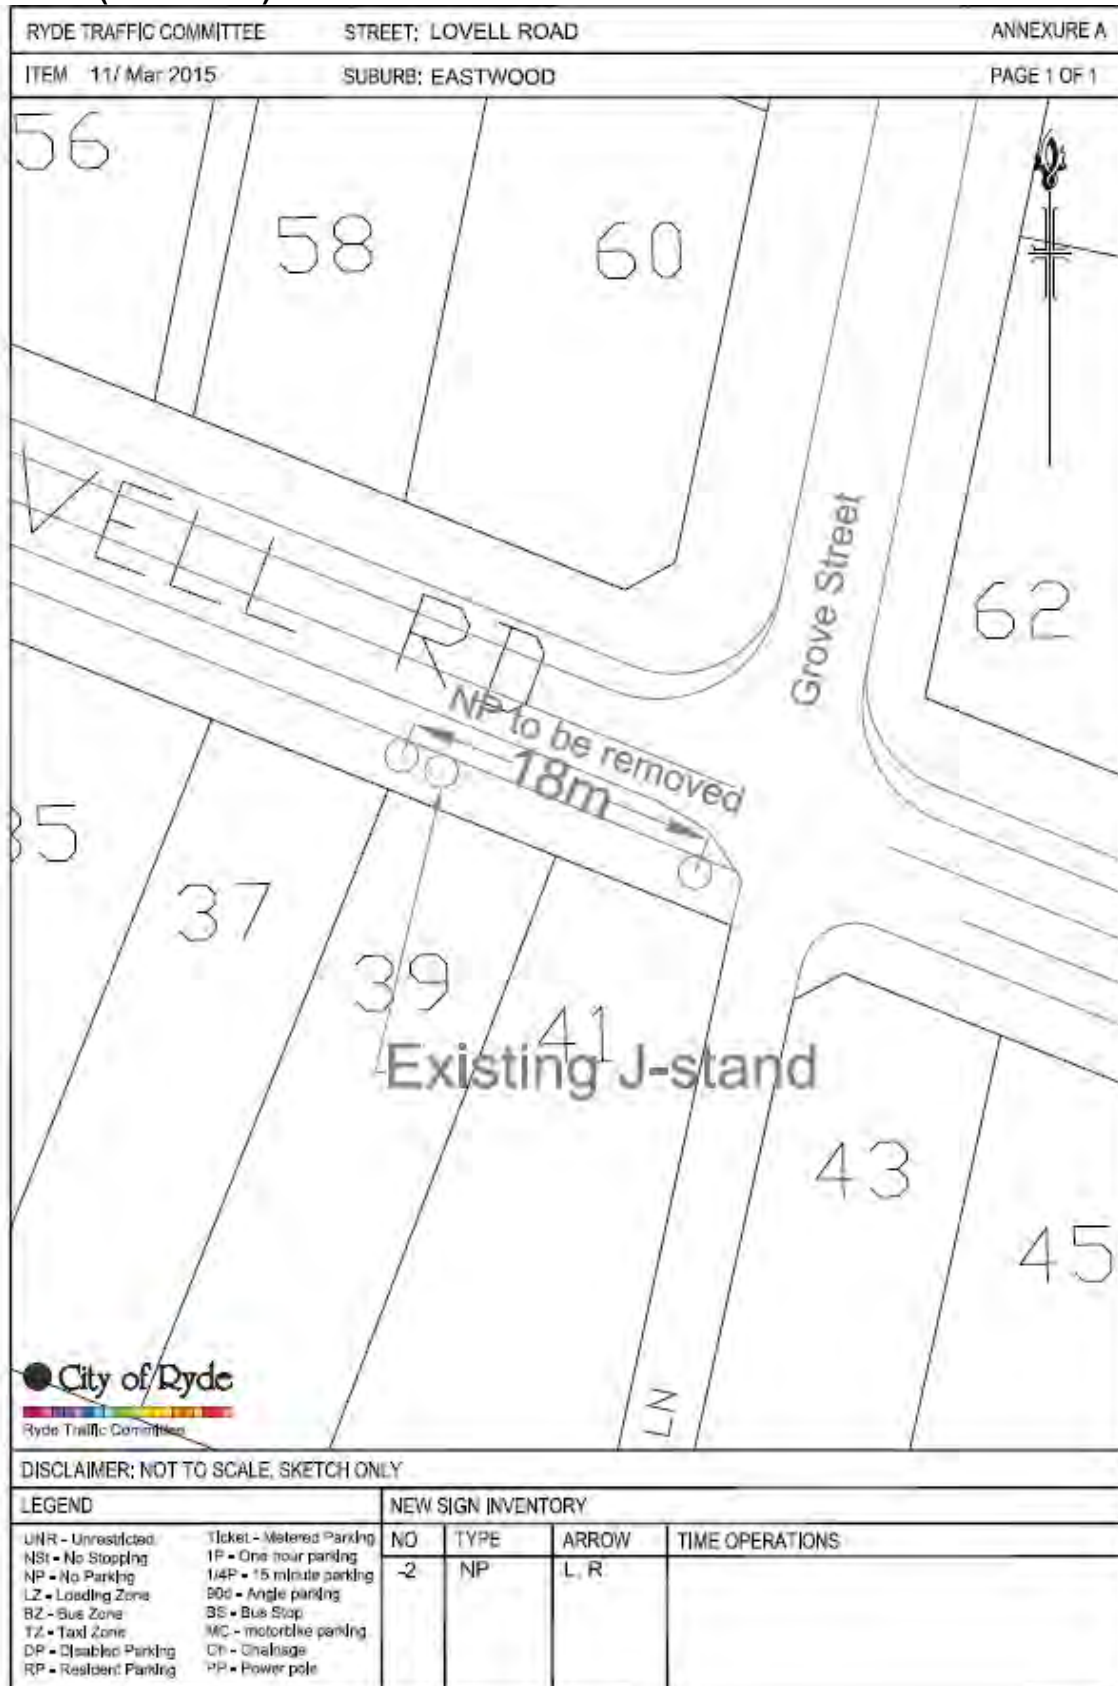 RYDE TRAFFIC COMMITTEE STREET: LOVELL ROAD ANNEXURE A
ITEM 11/ Mar 2015 SUBURB: EASTWOOD PAGE 1 OF 1
56
58
60
VELL RD
Grove Street
62
NP to be removed
18m
35
37
39
41
Existing J-stand
43
45
LN
City of Ryde
Ryde Traffic Committee
DISCLAIMER: NOT TO SCALE, SKETCH ONLY
LEGEND
UNR - Unrestricted
NSt - No Stopping
NP - No Parking
LZ - Loading Zone
BZ - Bus Zone
TZ - Taxi Zone
DP - Disabled Parking
RP - Resident Parking
Ticket - Metered Parking
1P - One hour parking
1/4P - 15 minute parking
90d - Angle parking
BS - Bus Stop
MC - motorbike parking
Ch - Chainage
PP - Power pole
NEW SIGN INVENTORY
NO TYPE ARROW TIME OPERATIONS
-2 NP L, R